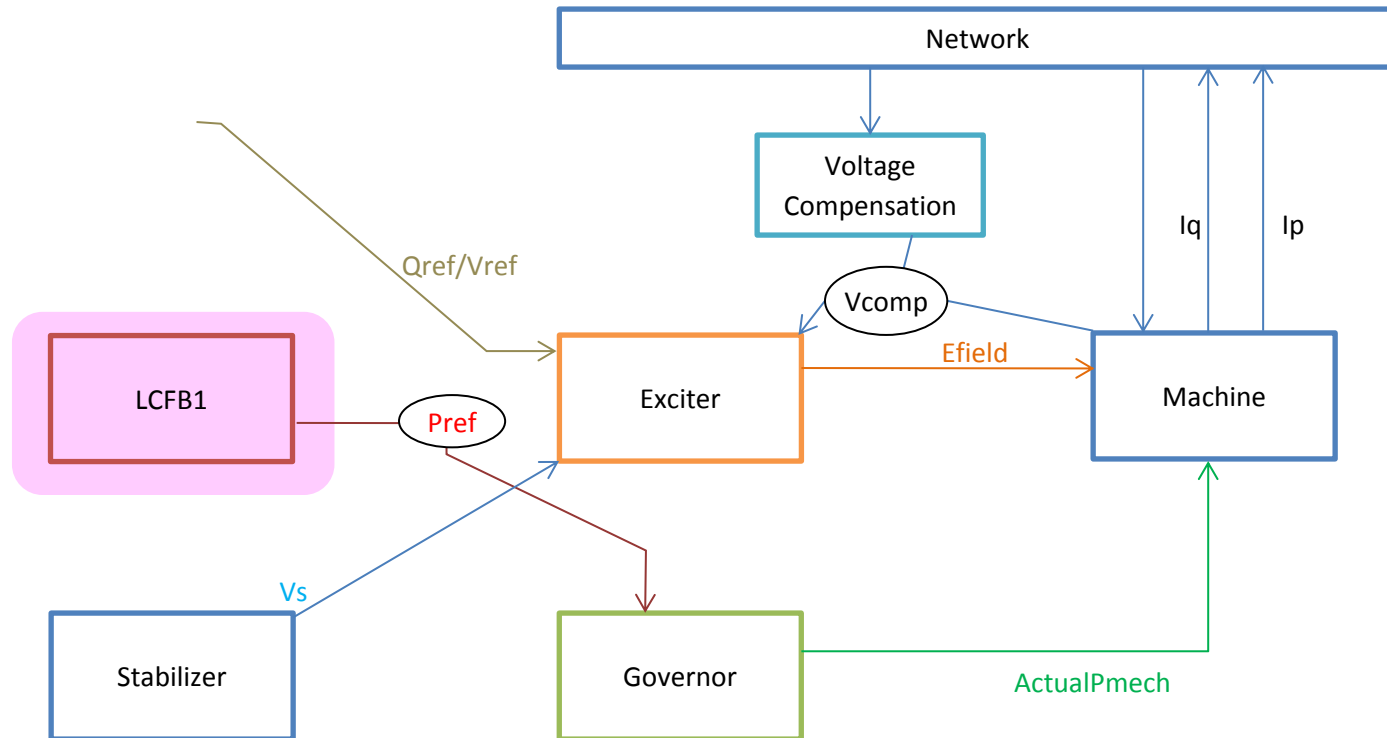 Network
Voltage
Compensation
Iq
Ip
Qref/Vref
Vcomp
Efield
LCFB1
Pref
Exciter
Machine
Vs
Stabilizer
Governor
ActualPmech